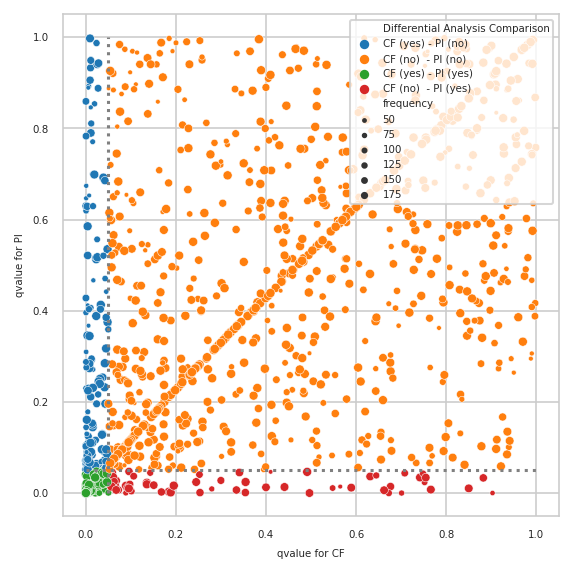 Differential Analysis Comparison
CF (yes) - PI (no)
CF (no)  - PI (no)
CF (yes) - PI (yes)
CF (no)  - PI (yes)
frequency
50
75
100
125
150
175
1.0
0.8
0.6
0.4
0.2
0.0
qvalue for PI
0.0 0.2 0.4 0.6 0.8 1.0
qvalue for CF